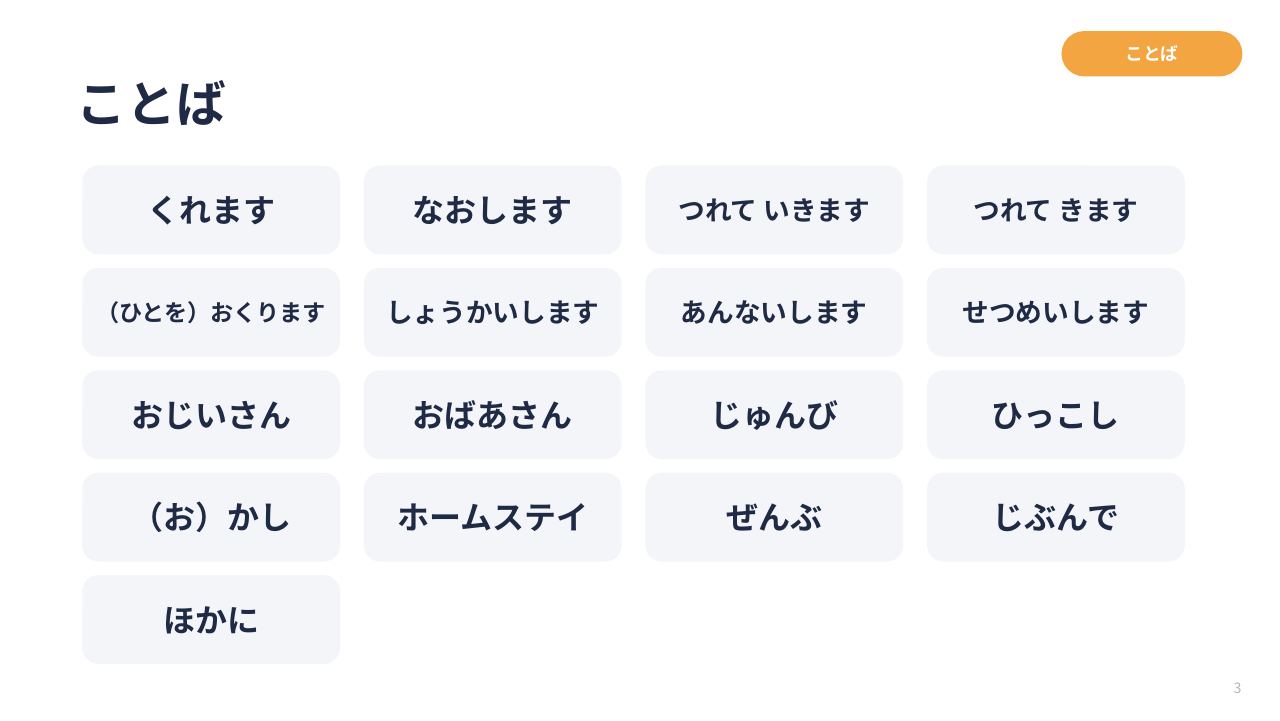 ことば
ことば
くれます
なおします
つれて いきます
つれて きます
（ひとを）おくります
しょうかいします
あんないします
せつめいします
おじいさん
おばあさん
じゅんび
ひっこし
（お）かし
ホームステイ
ぜんぶ
じぶんで
ほかに
3